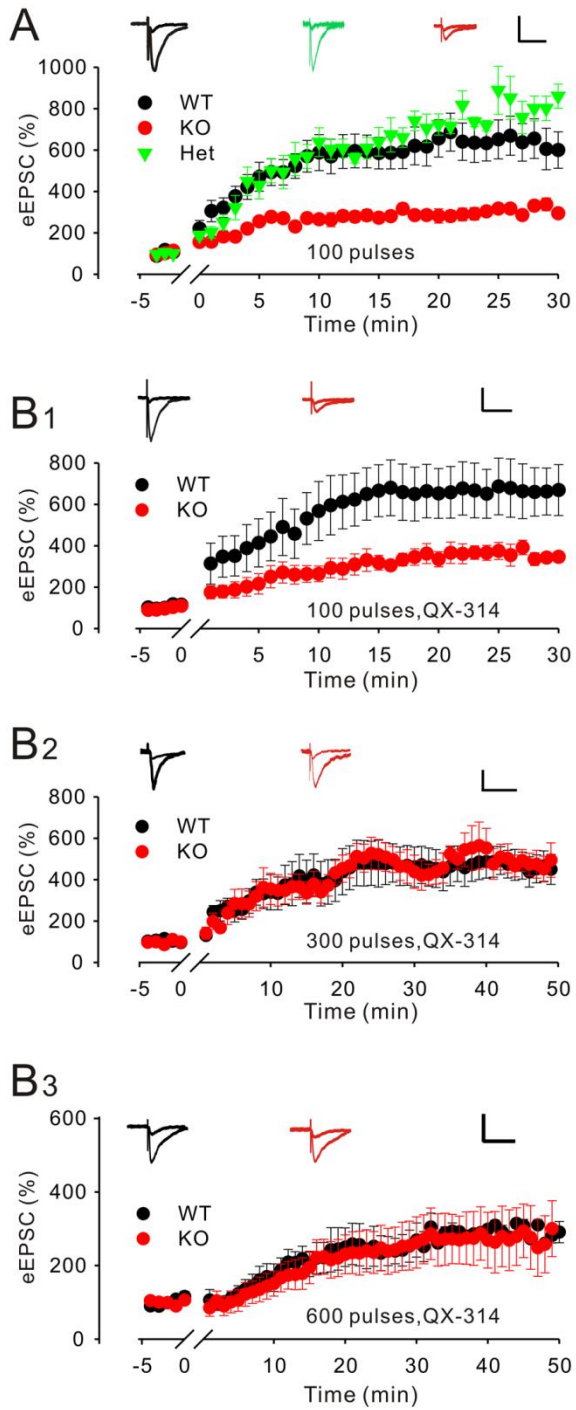 A
1000
800
600
400
200
0
eEPSC (%)
WT
KO
Het
100 pulses
-5 0 5 10 15 20 25 30
Time (min)
B1
800
600
400
200
0
eEPSC (%)
WT
KO
100 pulses,QX-314
-5 0 5 10 15 20 25 30
Time (min)
B2
800
600
400
200
0
eEPSC (%)
WT
KO
300 pulses,QX-314
-5 0 10 20 30 40 50
Time (min)
B3
600
400
200
0
eEPSC (%)
WT
KO
600 pulses,QX-314
-5 0 10 20 30 40 50
Time (min)